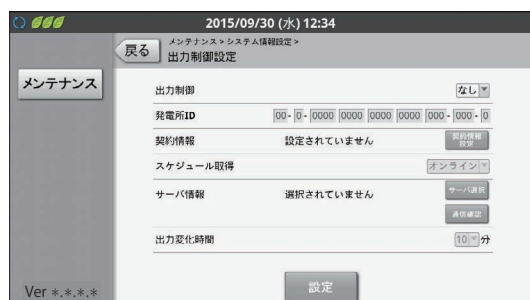 2015/09/30 (水) 12:34
戻る
メンテナンス > システム情報設定 >
出力制御設定
メンテナンス
出力制御 なし
発電所ID 00 - 0 - 0000 0000 0000 0000 000 - 000 - 0
契約情報 設定されていません 契約情報設定
スケジュール取得 オンライン
サーバ情報 選択されていません サーバ選択
通信確認
出力変化時間 10 分
設定
Ver *.*.*.*